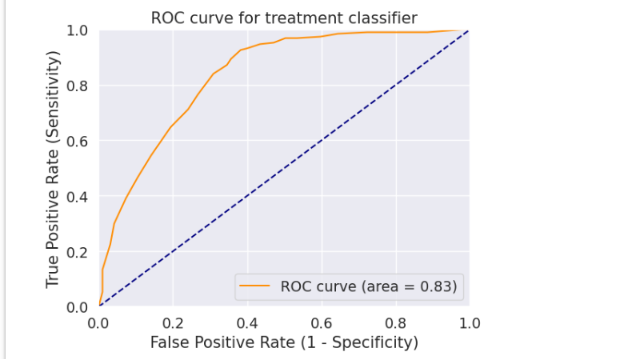 ROC curve for treatment classifier
1.0
0.8
0.6
0.4
0.2
0.0
True Positive Rate (Sensitivity)
ROC curve (area = 0.83)
0.0 0.2 0.4 0.6 0.8 1.0
False Positive Rate (1 - Specificity)